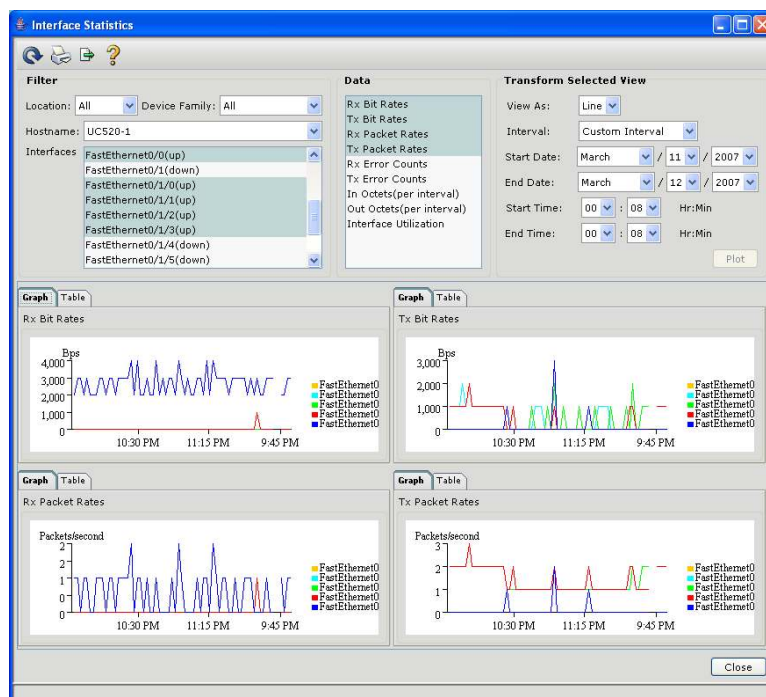 Interface Statistics
Filter
Location: All Device Family: All
Hostname: UC520-1
Interfaces
FastEthernet0/0(up)
FastEthernet0/1(down)
FastEthernet0/1/0(up)
FastEthernet0/1/1(up)
FastEthernet0/1/2(up)
FastEthernet0/1/3(up)
FastEthernet0/1/4(down)
FastEthernet0/1/5(down)
Data
Rx Bit Rates
Tx Bit Rates
Rx Packet Rates
Tx Packet Rates
Rx Error Counts
Tx Error Counts
In Octets(per interval)
Out Octets(per interval)
Interface Utilization
Transform Selected View
View As: Line
Interval: Custom Interval
Start Date: March / 11 / 2007
End Date: March / 12 / 2007
Start Time: 00 : 08 Hr:Min
End Time: 00 : 08 Hr:Min
Plot
Graph Table
Rx Bit Rates
Bps
4,000
3,000
2,000
1,000
0
10:30 PM 11:15 PM 9:45 PM
FastEthernet0
FastEthernet0
FastEthernet0
FastEthernet0
FastEthernet0
Graph Table
Tx Bit Rates
Bps
3,000
2,000
1,000
0
10:30 PM 11:15 PM 9:45 PM
FastEthernet0
FastEthernet0
FastEthernet0
FastEthernet0
FastEthernet0
Graph Table
Rx Packet Rates
Packets/second
2
2
1
0
0
10:30 PM 11:15 PM 9:45 PM
FastEthernet0
FastEthernet0
FastEthernet0
FastEthernet0
FastEthernet0
Graph Table
Tx Packet Rates
Packets/second
3
2
1
0
10:30 PM 11:15 PM 9:45 PM
FastEthernet0
FastEthernet0
FastEthernet0
FastEthernet0
FastEthernet0
Close